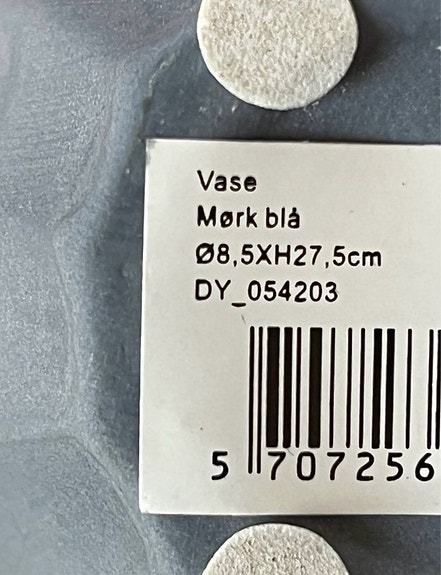 Vase
Mørk blå
Ø8,5XH27,5cm
DY_054203
5 707256